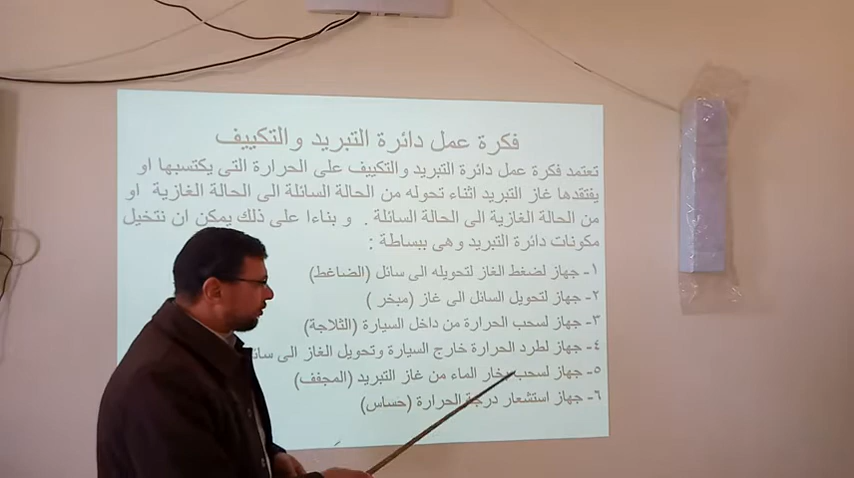 فكرة عمل دائرة التبريد والتكييف
تعتمد فكرة عمل دائرة التبريد والتكييف على الحرارة التى يكتسبها او
يفتقدها غاز التبريد اثناء تحوله من الحالة السائلة الى الحالة الغازية او
من الحالة الغازية الى الحالة السائلة . و بناءا على ذلك يمكن ان نتخيل
مكونات دائرة التبريد وهى ببساطة :
١- جهاز لضغط الغاز لتحويله الى سائل (الضاغط)
٢- جهاز لتحويل السائل الى غاز (مبخر )
٣- جهاز لسحب الحرارة من داخل السيارة (الثلاجة)
٤- جهاز لطرد الحرارة خارج السيارة وتحويل الغاز الى
٥- جهاز لسحب بخار الماء من غاز التبريد (المجفف)
٦- جهاز استشعار درجة الحرارة (حساس)